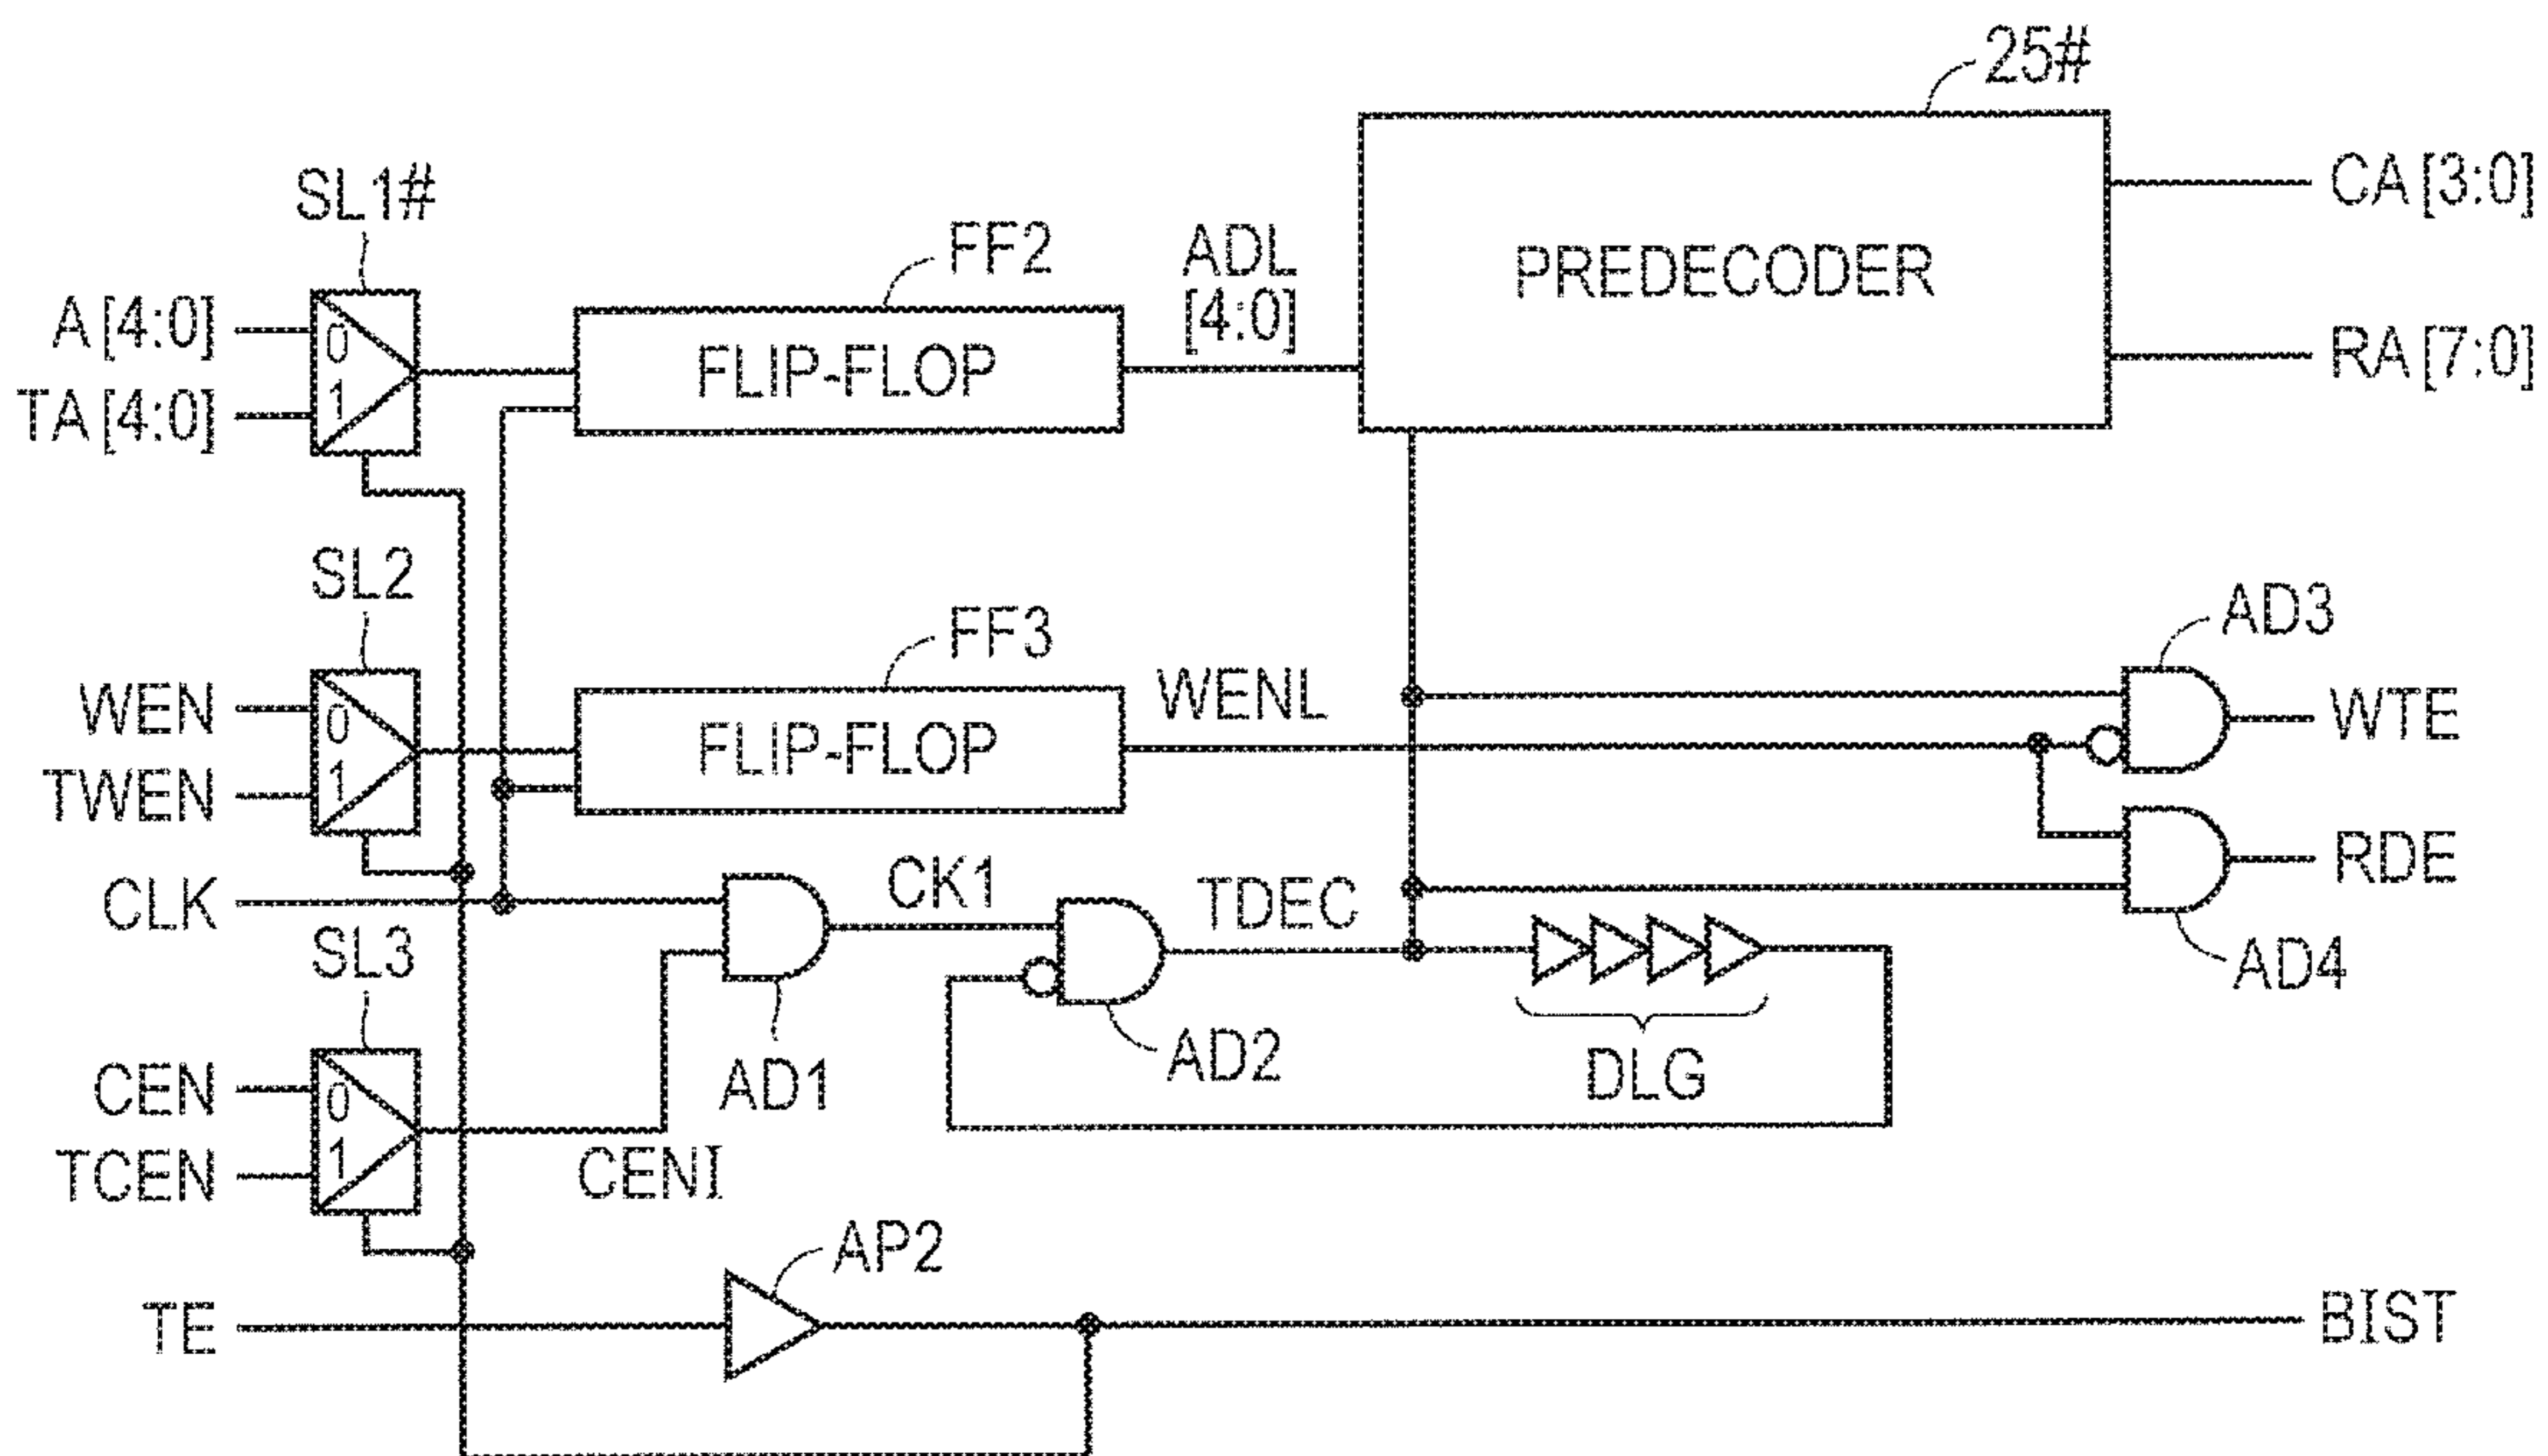 25#
CA [3:0]
SL1#
FF2
ADL
[4:0]
PREDECODER
A [4:0]
0
FLIP-FLOP
RA [7:0]
TA [4:0]
1
SL2
AD3
FF3
WEN
0
WENL
WTE
FLIP-FLOP
TWEN
1
CLK
CK1
TDEC
RDE
SL3
AD4
AD1
AD2
DLG
CEN
0
TCEN
1
CENI
AP2
TE
BIST